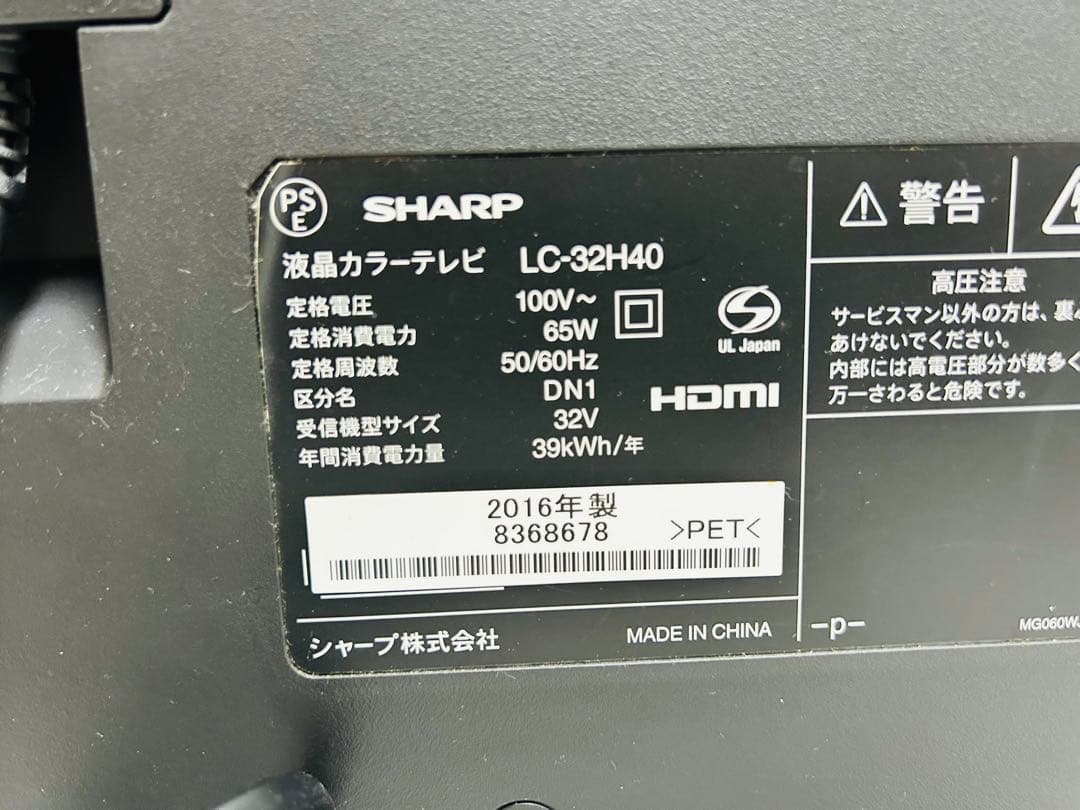 PSE
SHARP
液晶カラーテレビ LC-32H40
定格電圧 100V～
定格消費電力 65W
定格周波数 50/60Hz
区分名 DN1
受信機型サイズ 32V
年間消費電力量 39kWh/年
UL Japan
HDMI
2016年製
8368678 >PET<
シャープ株式会社 MADE IN CHINA
警告
高圧注意
サービスマン以外の方は、裏
あけないでください。
内部には高電圧部分が数多く
万一さわると危険です。
-p-
MG060W